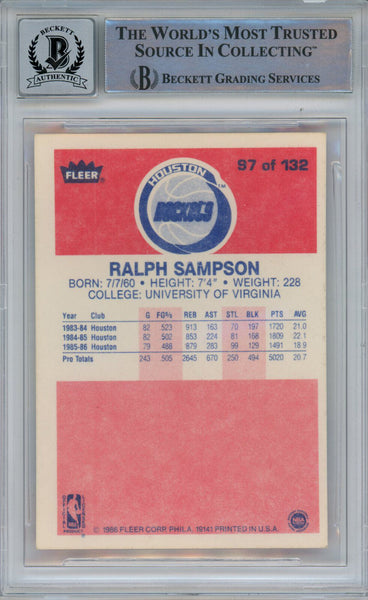 BECKETT
AUTHENTIC
THE WORLD'S MOST TRUSTED
SOURCE IN COLLECTING™
B BECKETT GRADING SERVICES
FLEER®
HOUSTON
ROCKETS
TM
97 of 132
RALPH SAMPSON
BORN: 7/7/60 • HEIGHT: 7'4" • WEIGHT: 228
COLLEGE: UNIVERSITY OF VIRGINIA
Year Club G FG% REB AST STL BLK PTS AVG
1983-84 Houston 82 523 913 163 70 197 1720 21.0
1984-85 Houston 82 502 853 224 81 168 1809 22.1
1985-86 Houston 79 488 879 283 99 129 1491 18.9
Pro Totals 243 505 2645 670 250 494 5020 20.7
NBA
© 1986 FLEER CORP. PHILA. 19141 PRINTED IN U.S.A.